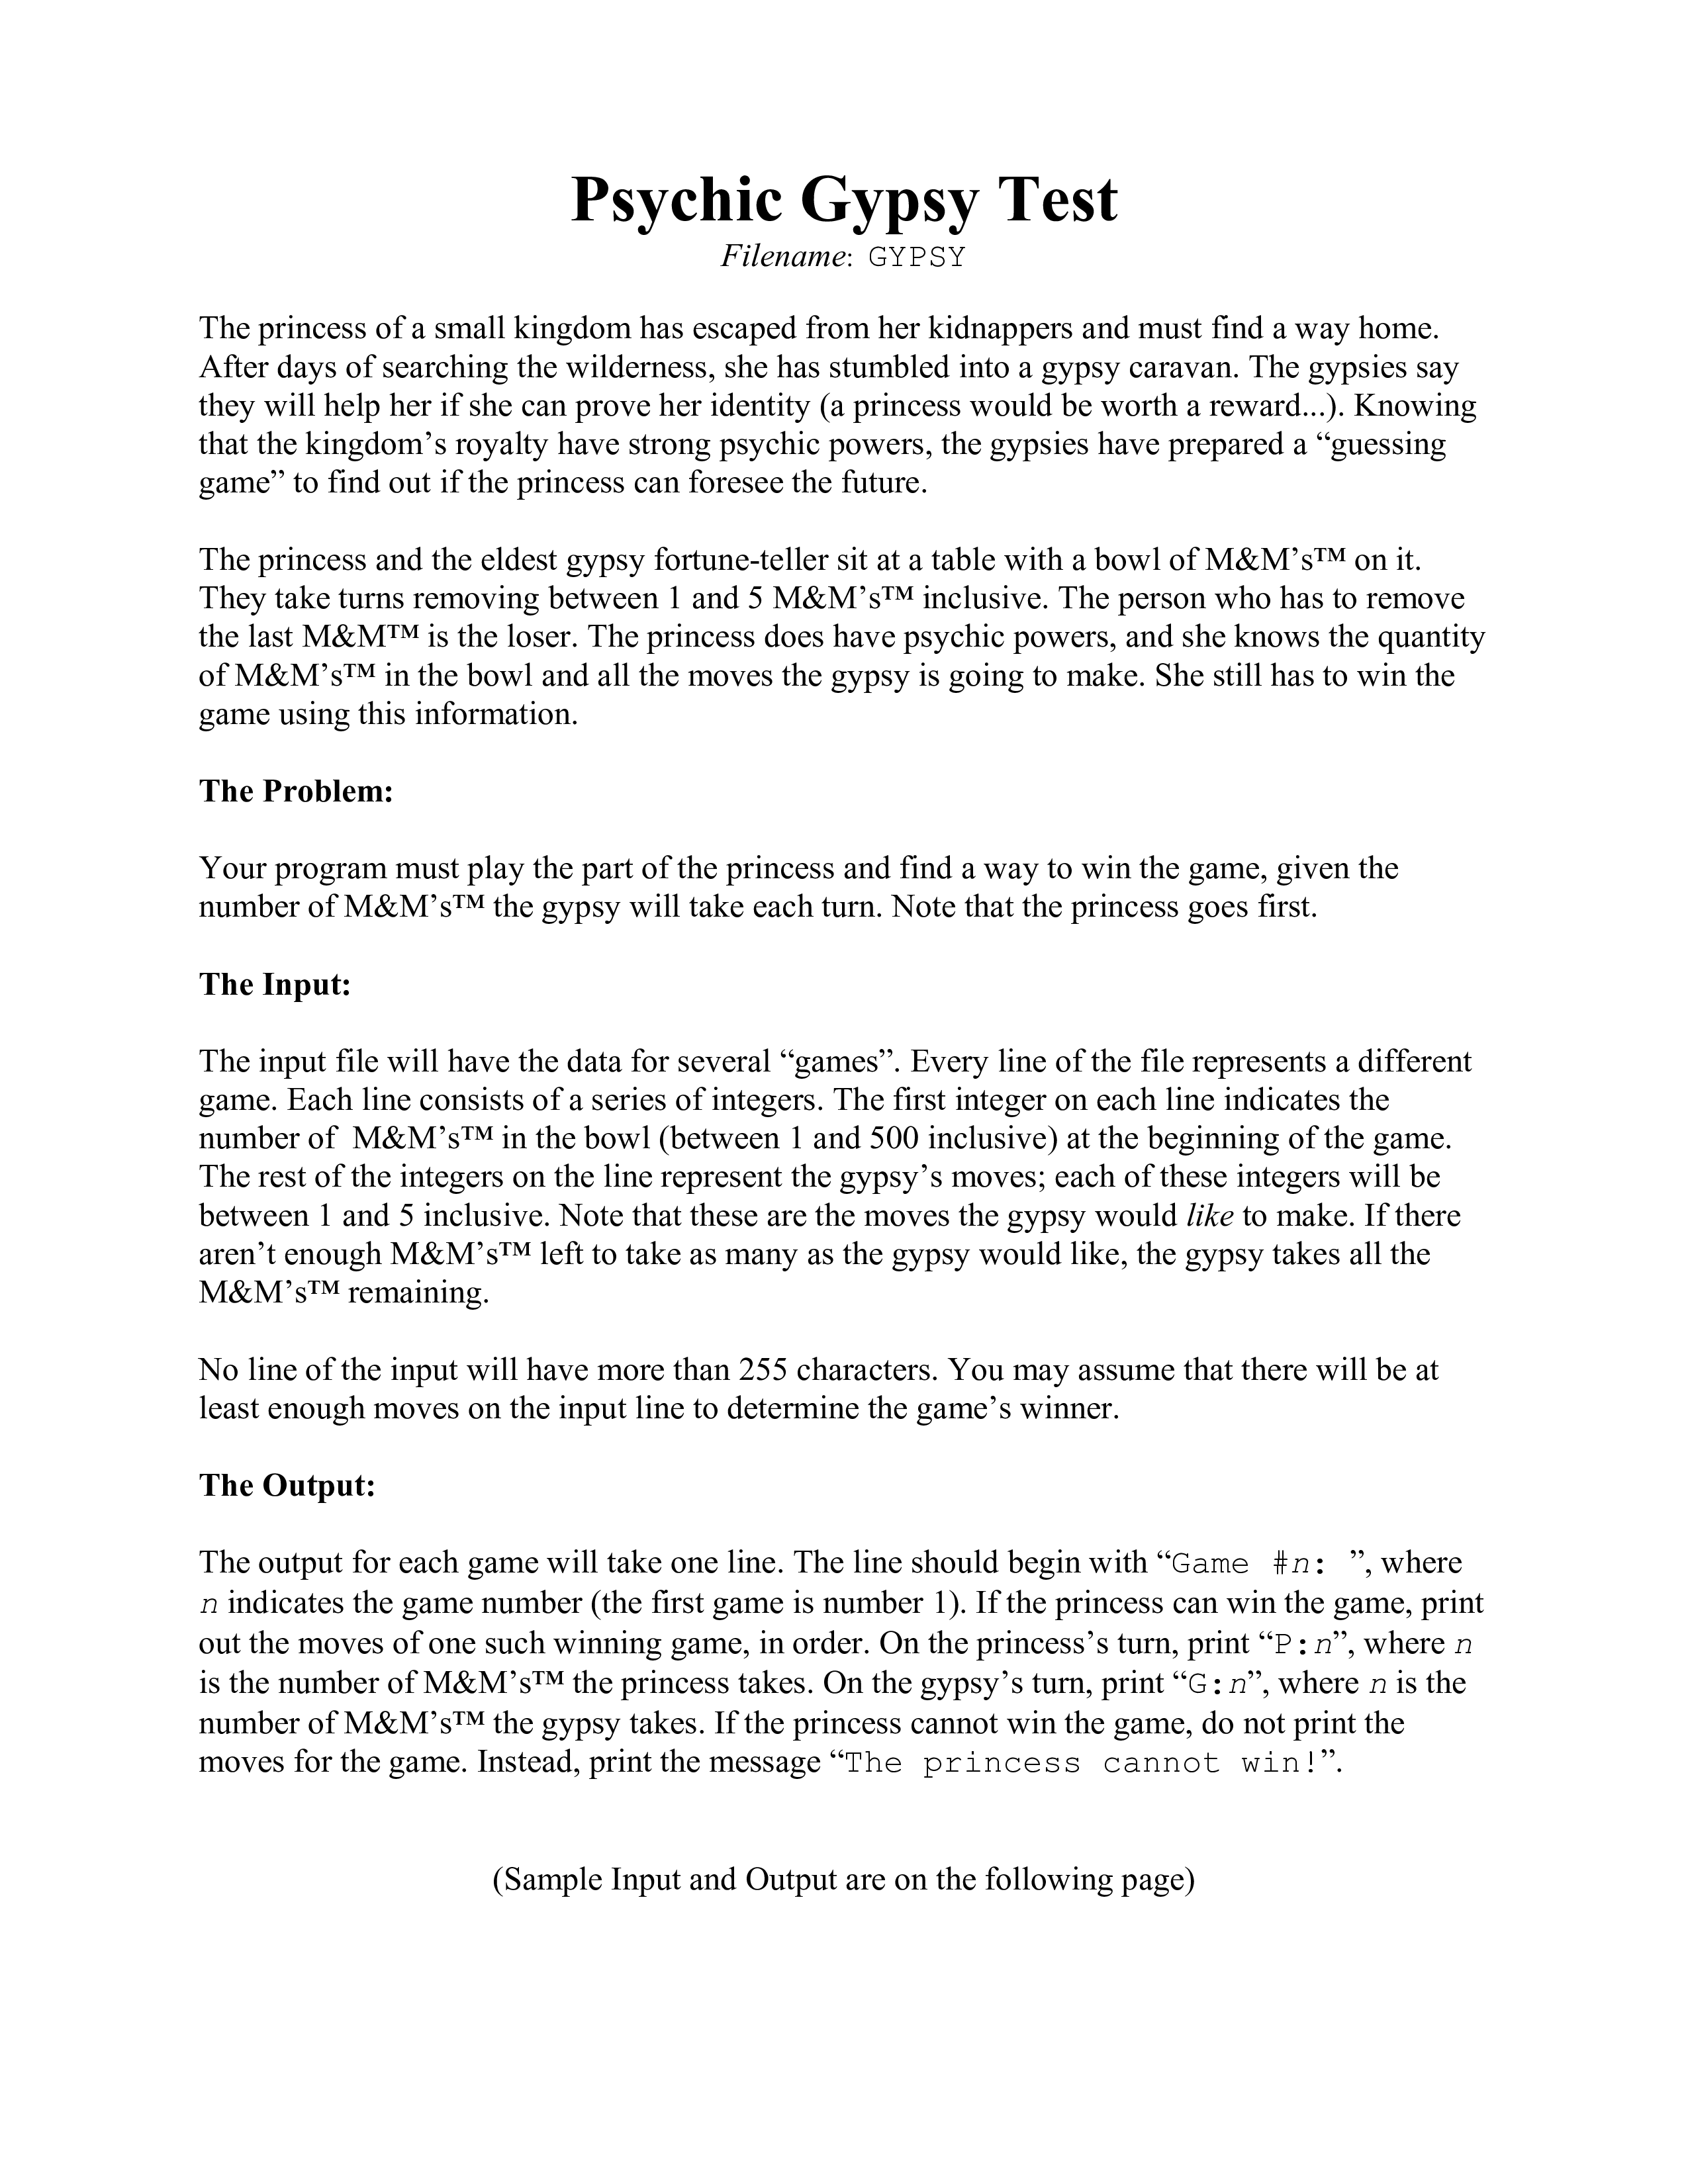 Psychic Gypsy Test
Filename: GYPSY
The princess of a small kingdom has escaped from her kidnappers and must find a way home.
After days of searching the wilderness, she has stumbled into a gypsy caravan. The gypsies say
they will help her if she can prove her identity (a princess would be worth a reward...). Knowing
that the kingdom’s royalty have strong psychic powers, the gypsies have prepared a “guessing
game” to find out if the princess can foresee the future.
The princess and the eldest gypsy fortune-teller sit at a table with a bowl of M&M’s™ on it.
They take turns removing between 1 and 5 M&M’s™ inclusive. The person who has to remove
the last M&M™ is the loser. The princess does have psychic powers, and she knows the quantity
of M&M’s™ in the bowl and all the moves the gypsy is going to make. She still has to win the
game using this information.
The Problem:
Your program must play the part of the princess and find a way to win the game, given the
number of M&M’s™ the gypsy will take each turn. Note that the princess goes first.
The Input:
The input file will have the data for several “games”. Every line of the file represents a different
game. Each line consists of a series of integers. The first integer on each line indicates the
number of  M&M’s™ in the bowl (between 1 and 500 inclusive) at the beginning of the game.
The rest of the integers on the line represent the gypsy’s moves; each of these integers will be
between 1 and 5 inclusive. Note that these are the moves the gypsy would like to make. If there
aren’t enough M&M’s™ left to take as many as the gypsy would like, the gypsy takes all the
M&M’s™ remaining.
No line of the input will have more than 255 characters. You may assume that there will be at
least enough moves on the input line to determine the game’s winner.
The Output:
The output for each game will take one line. The line should begin with “Game #n: ”, where
n indicates the game number (the first game is number 1). If the princess can win the game, print
out the moves of one such winning game, in order. On the princess’s turn, print “P:n”, where n
is the number of M&M’s™ the princess takes. On the gypsy’s turn, print “G:n”, where n is the
number of M&M’s™ the gypsy takes. If the princess cannot win the game, do not print the
moves for the game. Instead, print the message “The princess cannot win!”.
(Sample Input and Output are on the following page)